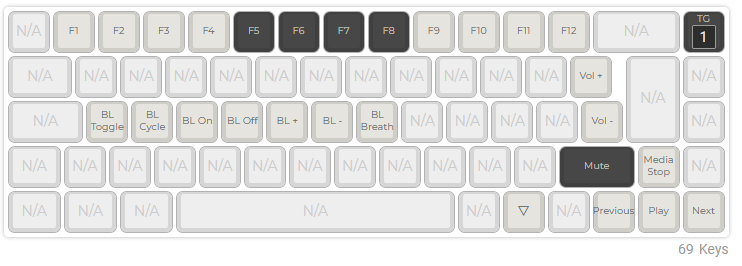 N/A F1 F2 F3 F4 F5 F6 F7 F8 F9 F10 F11 F12 N/A TG 1
N/A N/A N/A N/A N/A N/A N/A N/A N/A N/A N/A N/A Vol + N/A N/A
N/A BL Toggle BL Cycle BL On BL Off BL + BL - BL Breath N/A N/A N/A N/A Vol - N/A
N/A N/A N/A N/A N/A N/A N/A N/A N/A N/A N/A N/A Mute Media Stop N/A
N/A N/A N/A N/A N/A ▽ N/A Previous Play Next
69 Keys